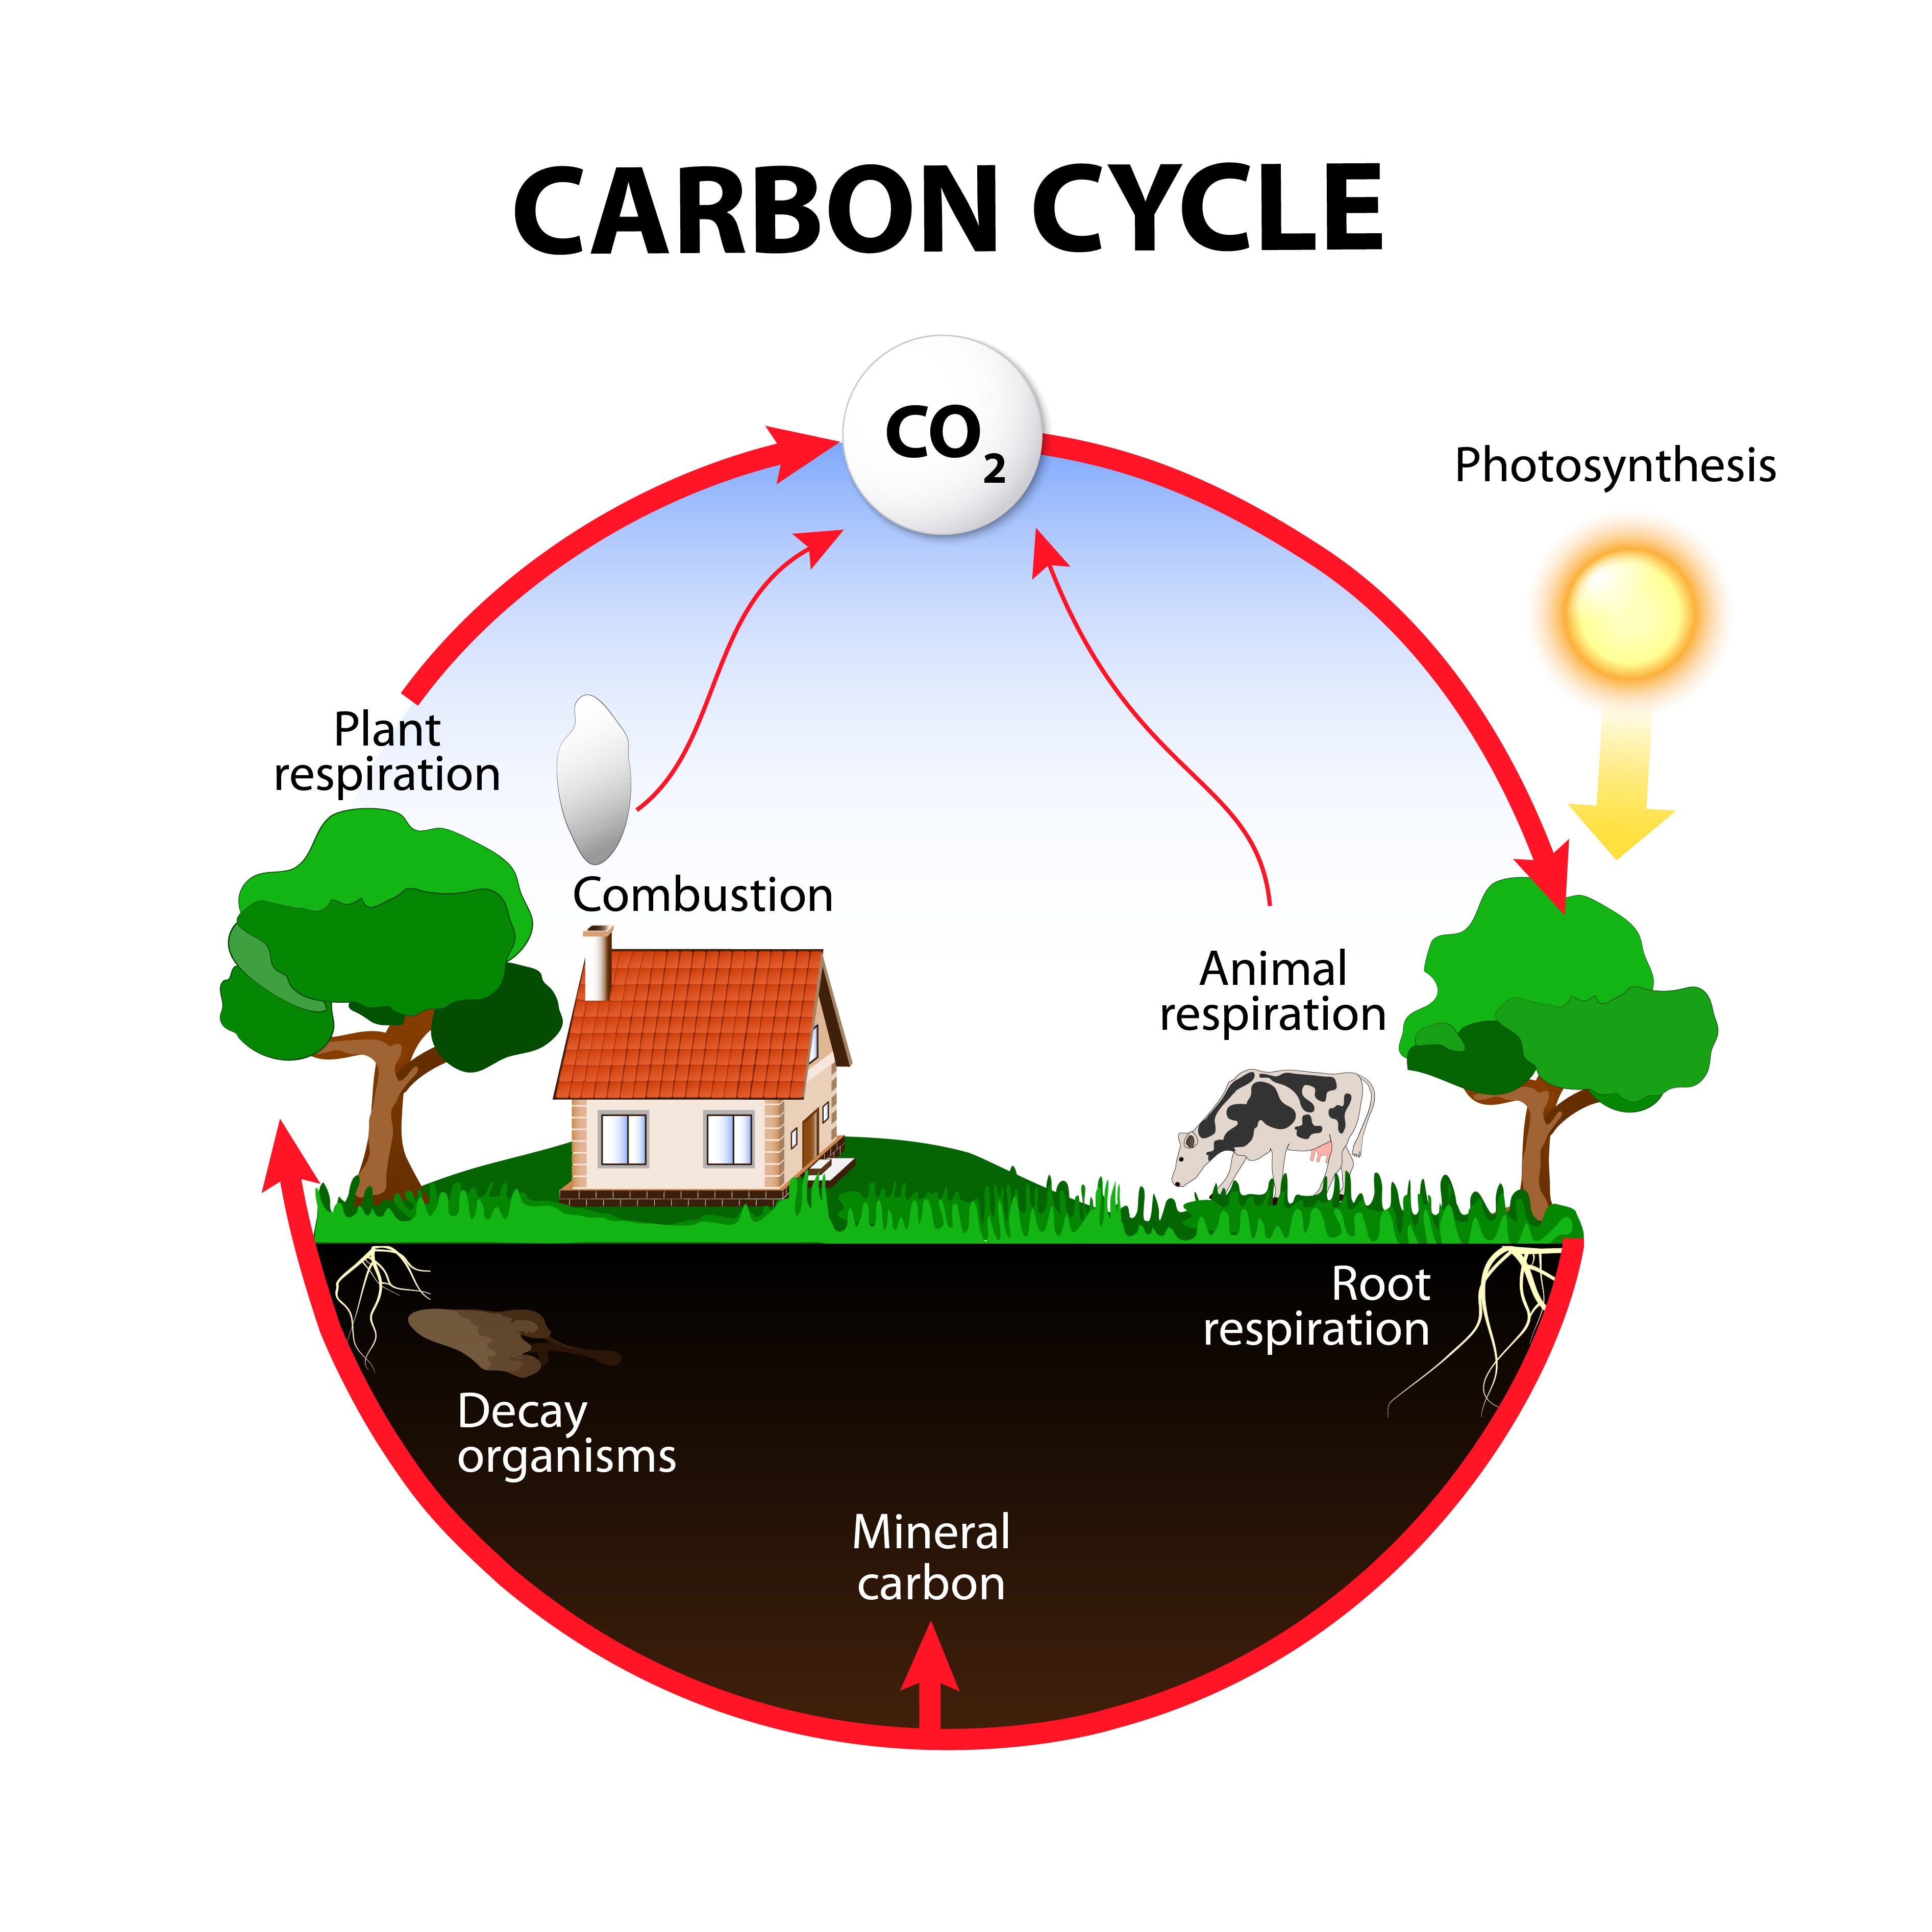 CARBON CYCLE
CO₂
Photosynthesis
Plant
respiration
Combustion
Animal
respiration
Root
respiration
Decay
organisms
Mineral
carbon